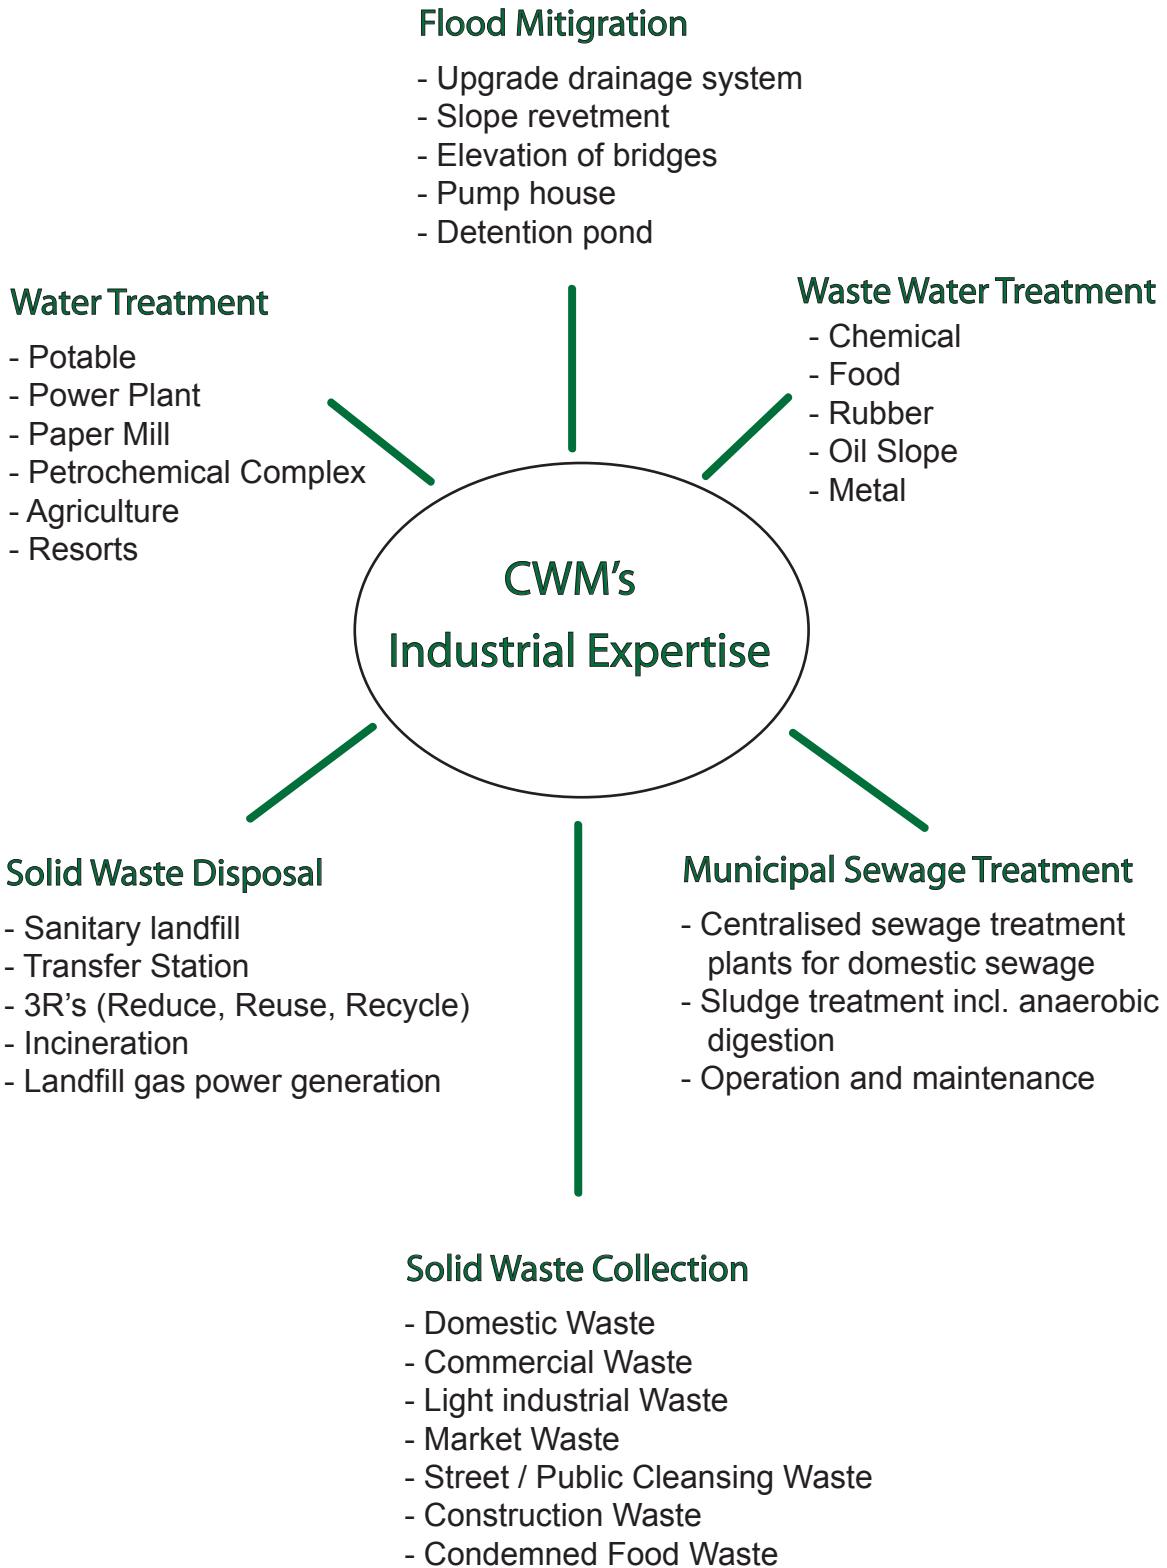 Flood Mitigration
- Upgrade drainage system
- Slope revetment
- Elevation of bridges
- Pump house
- Detention pond
Water Treatment
- Potable
- Power Plant
- Paper Mill
- Petrochemical Complex
- Agriculture
- Resorts
Waste Water Treatment
- Chemical
- Food
- Rubber
- Oil Slope
- Metal
CWM's
Industrial Expertise
Solid Waste Disposal
- Sanitary landfill
- Transfer Station
- 3R's (Reduce, Reuse, Recycle)
- Incineration
- Landfill gas power generation
Municipal Sewage Treatment
- Centralised sewage treatment
plants for domestic sewage
- Sludge treatment incl. anaerobic
digestion
- Operation and maintenance
Solid Waste Collection
- Domestic Waste
- Commercial Waste
- Light industrial Waste
- Market Waste
- Street / Public Cleansing Waste
- Construction Waste
- Condemned Food Waste